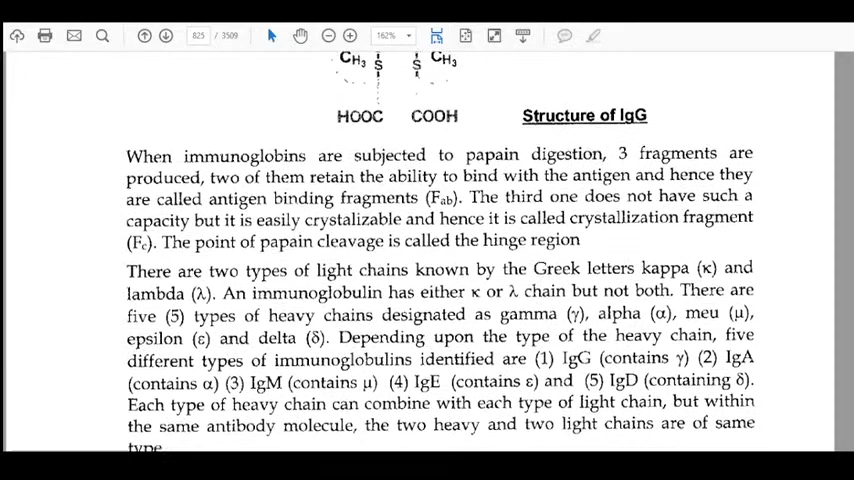 825 / 3509
162%
CH3 S S CH3
HOOC COOH Structure of IgG
When immunoglobins are subjected to papain digestion, 3 fragments are
produced, two of them retain the ability to bind with the antigen and hence they
are called antigen binding fragments (Fab). The third one does not have such a
capacity but it is easily crystalizable and hence it is called crystallization fragment
(Fc). The point of papain cleavage is called the hinge region
There are two types of light chains known by the Greek letters kappa (κ) and
lambda (λ). An immunoglobulin has either κ or λ chain but not both. There are
five (5) types of heavy chains designated as gamma (γ), alpha (α), meu (μ),
epsilon (ε) and delta (δ). Depending upon the type of the heavy chain, five
different types of immunoglobulins identified are (1) IgG (contains γ) (2) IgA
(contains α) (3) IgM (contains μ) (4) IgE (contains ε) and (5) IgD (containing δ).
Each type of heavy chain can combine with each type of light chain, but within
the same antibody molecule, the two heavy and two light chains are of same
type